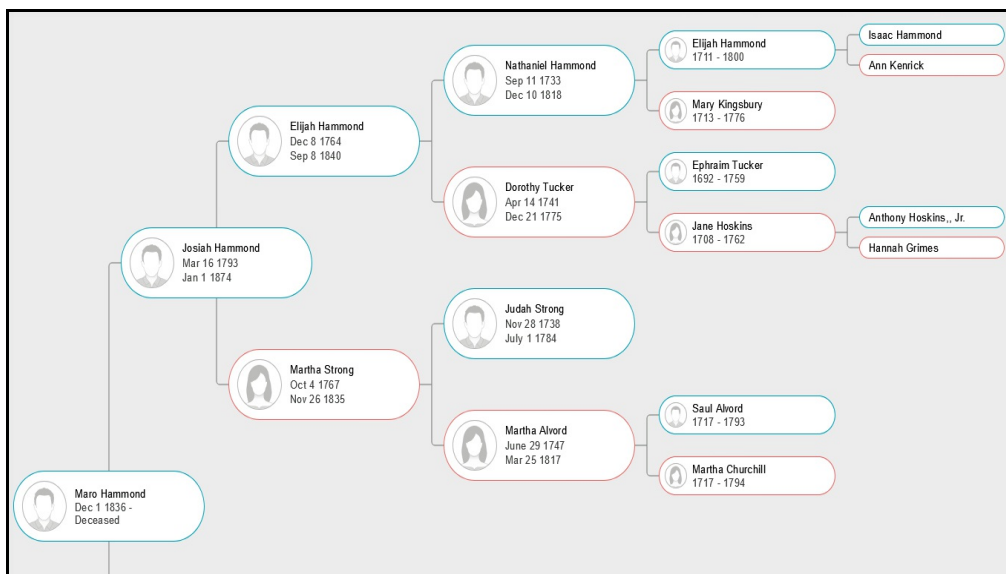 Isaac Hammond
Elijah Hammond
1711 - 1800
Nathaniel Hammond
Sep 11 1733
Dec 10 1818
Ann Kenrick
Mary Kingsbury
1713 - 1776
Elijah Hammond
Dec 8 1764
Sep 8 1840
Ephraim Tucker
1692 - 1759
Dorothy Tucker
Apr 14 1741
Dec 21 1775
Anthony Hoskins,, Jr.
Jane Hoskins
1708 - 1762
Hannah Grimes
Josiah Hammond
Mar 16 1793
Jan 1 1874
Judah Strong
Nov 28 1738
July 1 1784
Martha Strong
Oct 4 1767
Nov 26 1835
Saul Alvord
1717 - 1793
Martha Alvord
June 29 1747
Mar 25 1817
Martha Churchill
1717 - 1794
Maro Hammond
Dec 1 1836 -
Deceased